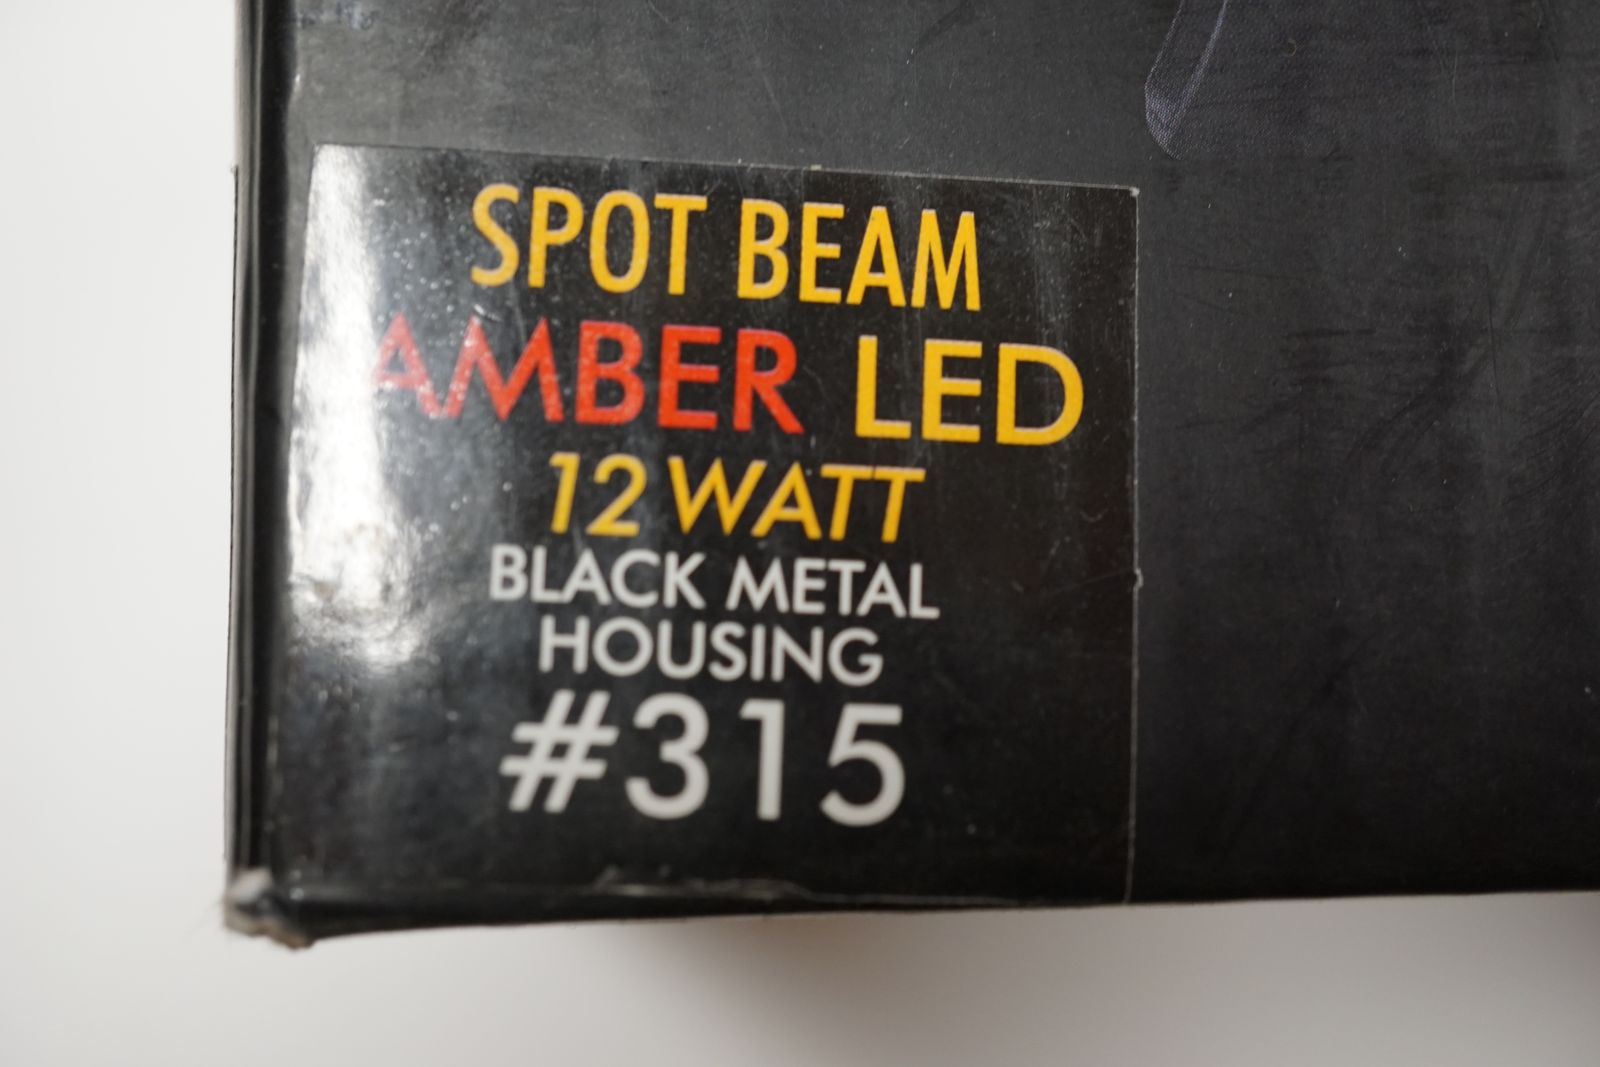 SPOT BEAM
AMBER LED
12 WATT
BLACK METAL
HOUSING
#315